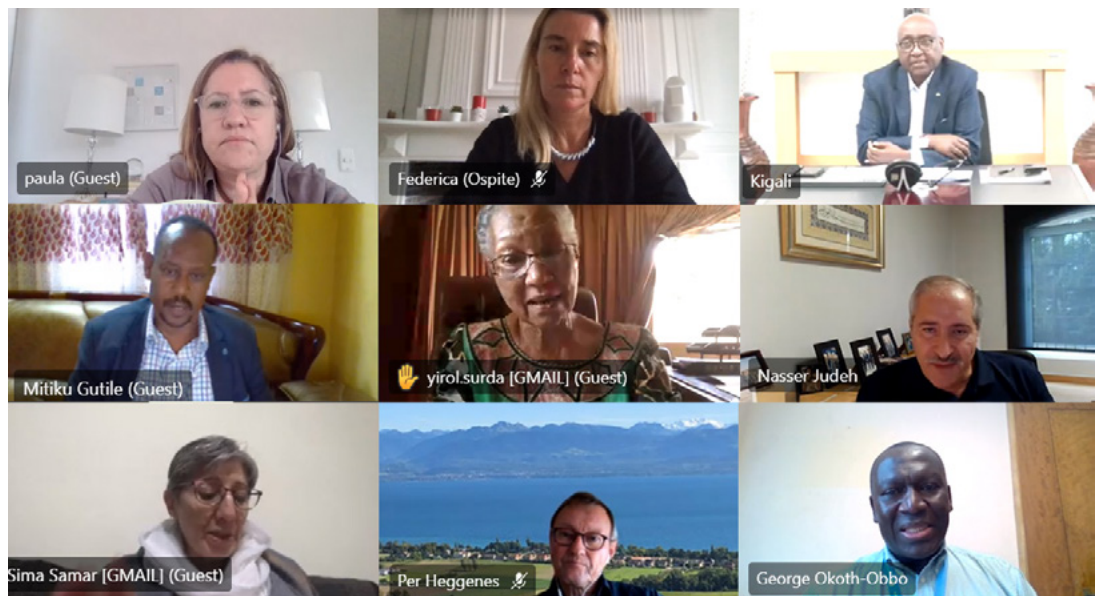 paula (Guest)
Federica (Ospite)
Kigali
Mitiku Gutile (Guest)
yirol.surda [GMAIL] (Guest)
Nasser Judeh
Sima Samar [GMAIL] (Guest)
Per Heggenes
George Okoth-Obbo